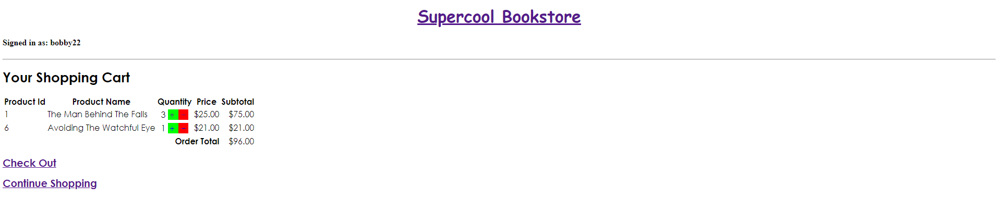 Supercool Bookstore
Signed in as: bobby22
Your Shopping Cart
Product Id Product Name Quantity Price Subtotal
1 The Man Behind The Falls 3 + - $25.00 $75.00
6 Avoiding The Watchful Eye 1 + - $21.00 $21.00
Order Total $96.00
Check Out
Continue Shopping